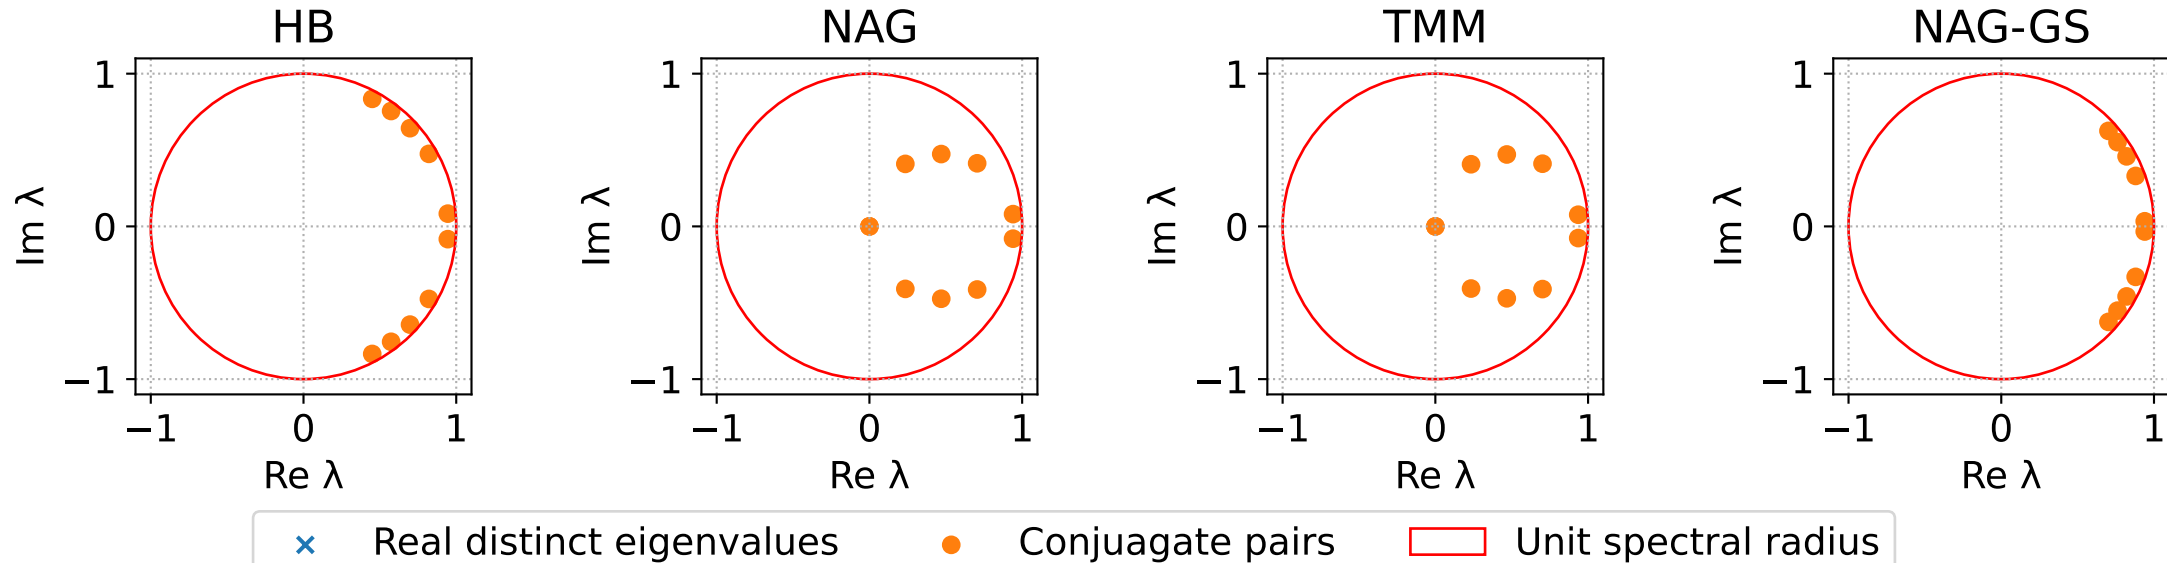 HB
NAG
TMM
NAG-GS
1
0
−1
Im λ
−1 0 1
Re λ
1
0
−1
Im λ
−1 0 1
Re λ
1
0
−1
Im λ
−1 0 1
Re λ
1
0
−1
Im λ
−1 0 1
Re λ
Real distinct eigenvalues
Conjuagate pairs
Unit spectral radius